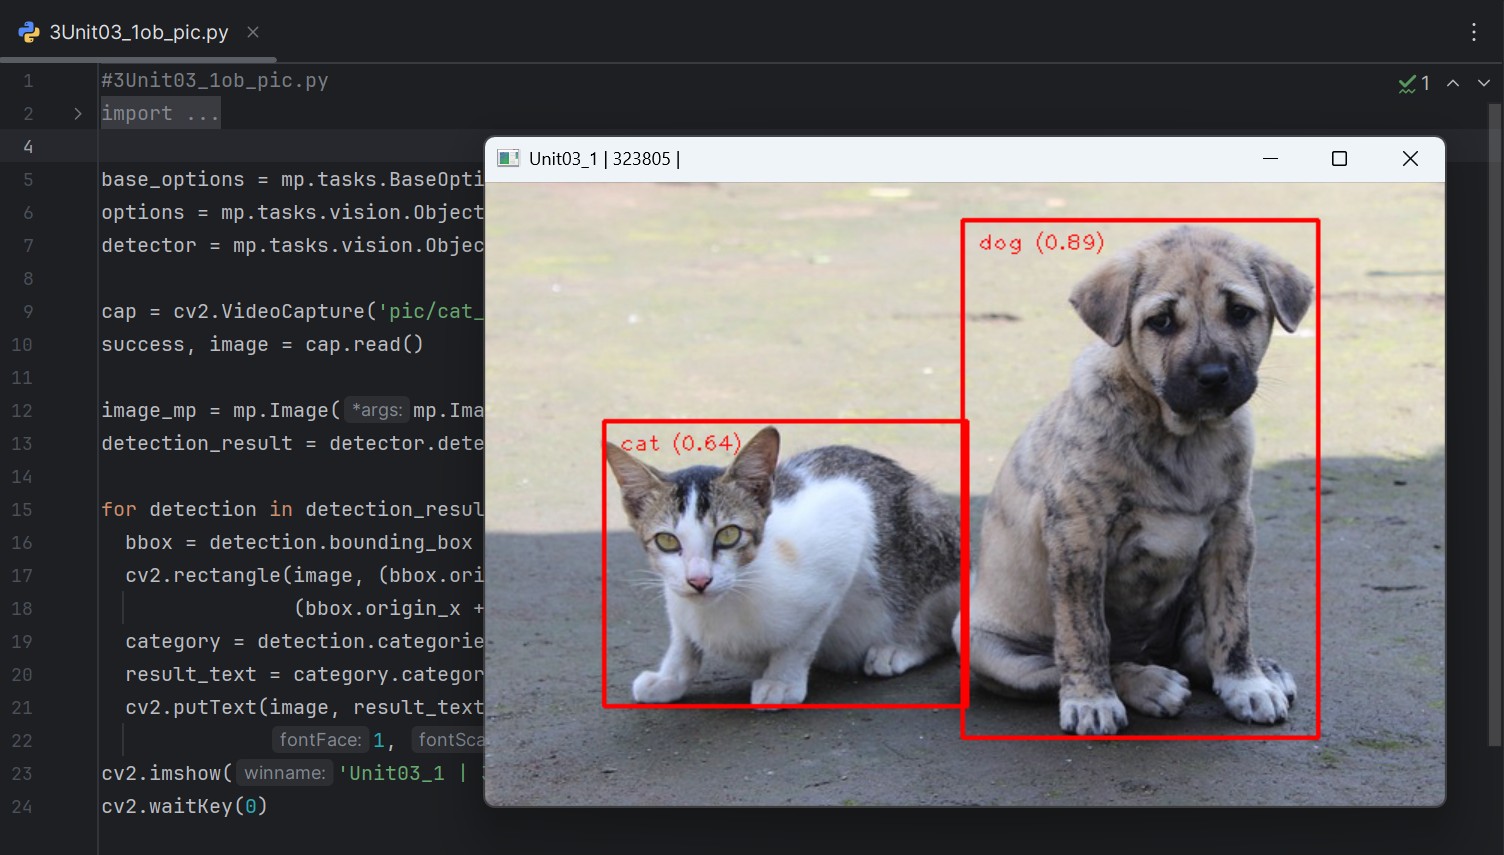 3Unit03_1ob_pic.py
1 #3Unit03_1ob_pic.py
1
2 import ...
4
5 base_options = mp.tasks.BaseOpti
6 options = mp.tasks.vision.Object
7 detector = mp.tasks.vision.Objec
8
9 cap = cv2.VideoCapture('pic/cat_
10 success, image = cap.read()
11
12 image_mp = mp.Image( *args: mp.Ima
13 detection_result = detector.dete
14
15 for detection in detection_resul
16 bbox = detection.bounding_box
17 cv2.rectangle(image, (bbox.ori
18 (bbox.origin_x +
19 category = detection.categorie
20 result_text = category.categor
21 cv2.putText(image, result_text
22 fontFace: 1, fontSca
23 cv2.imshow( winname: 'Unit03_1 |
24 cv2.waitKey(0)
Unit03_1 | 323805 |
dog (0.89)
cat (0.64)